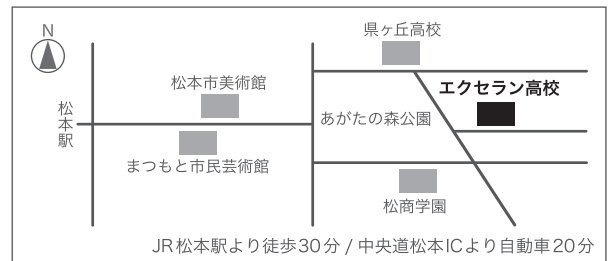 N
県ヶ丘高校
松本市美術館
エクセラン高校
松本駅
あがたの森公園
まつもと市民芸術館
松商学園
JR松本駅より徒歩30分 / 中央道松本ICより自動車20分